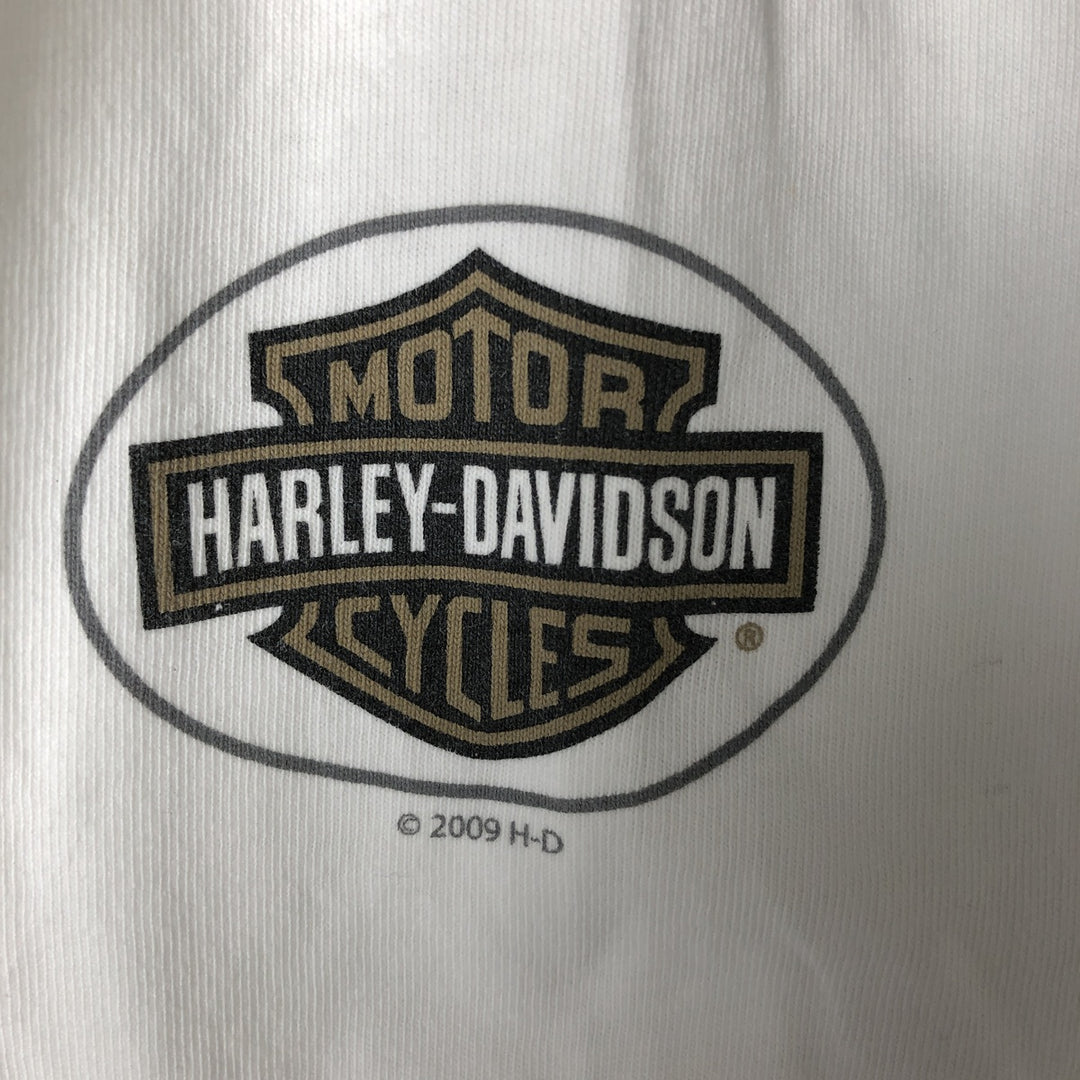 MOTOR
HARLEY-DAVIDSON
CYCLES ®
© 2009 H-D